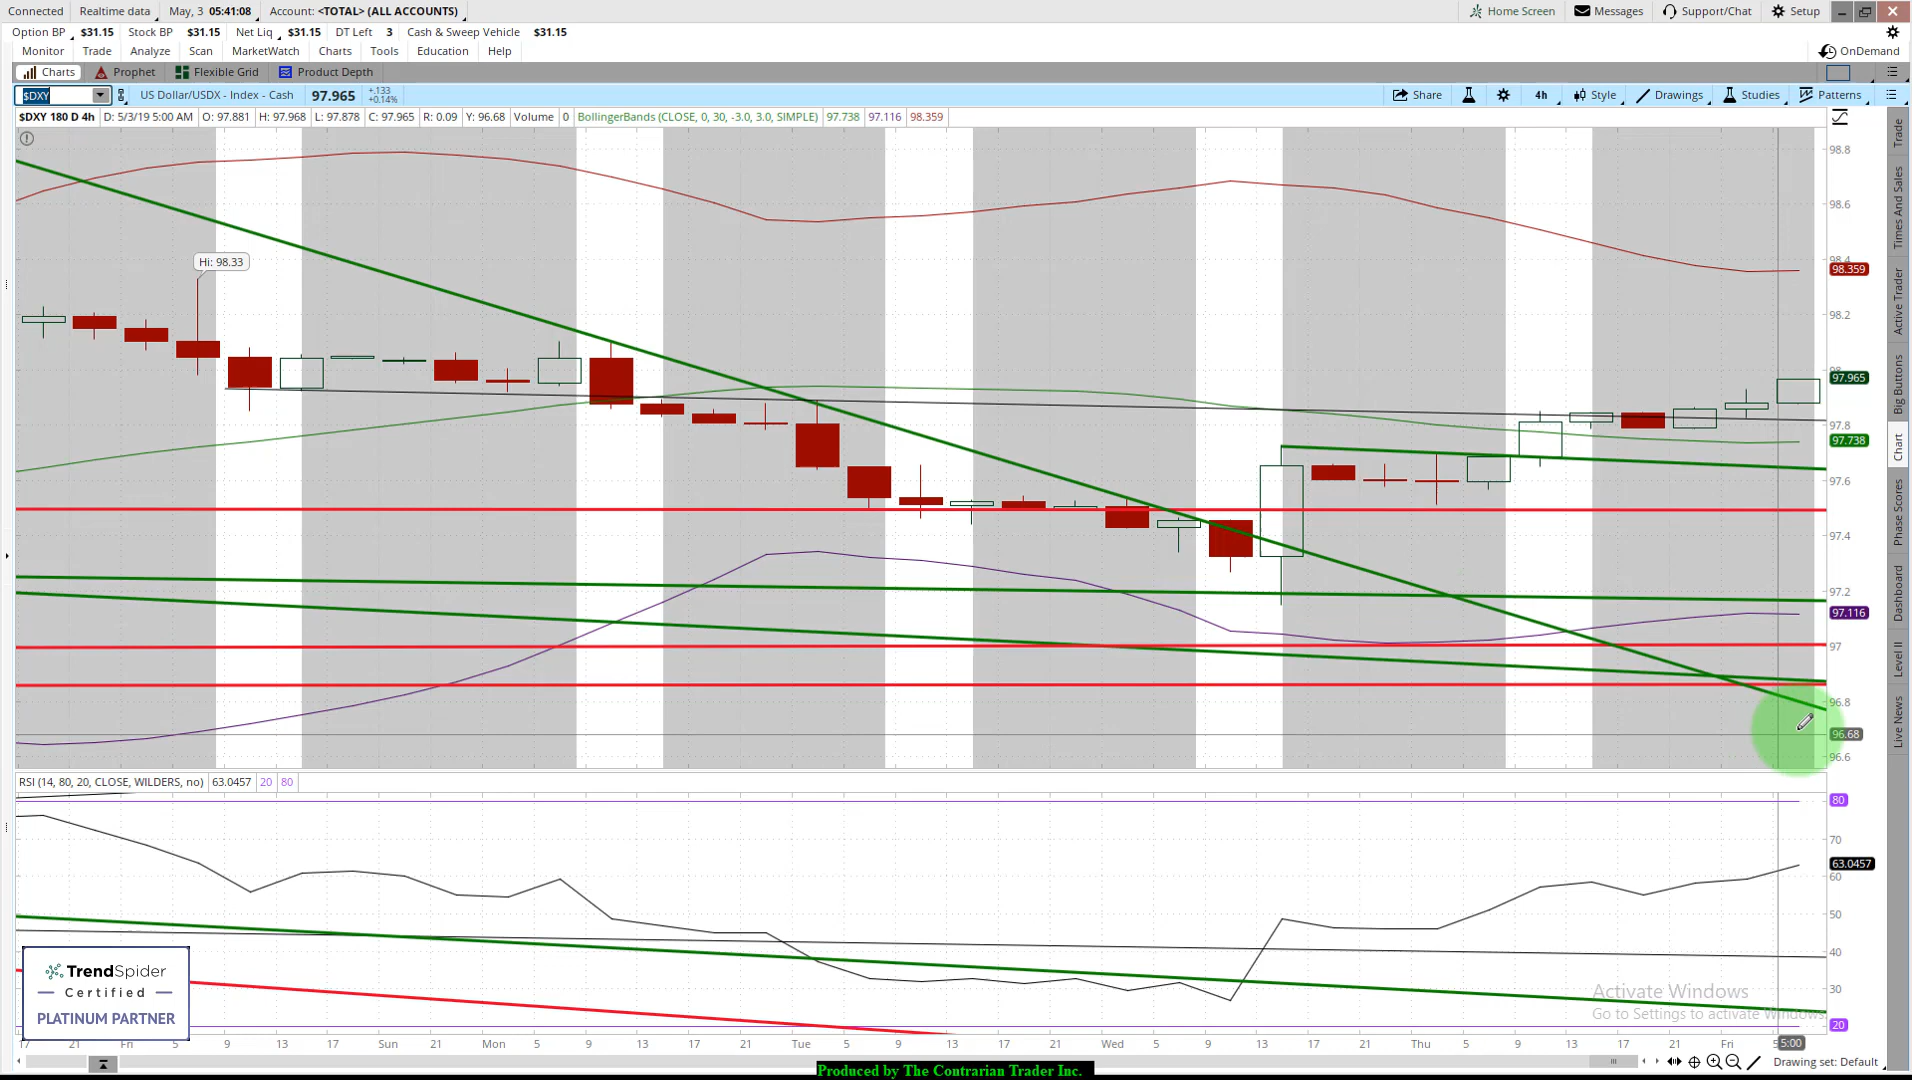 Connected Realtime data May, 3 05:41:08 Account: <TOTAL> (ALL ACCOUNTS) Home Screen Messages Support/Chat Setup
Option BP $31.15 Stock BP $31.15 Net Liq $31.15 DT Left 3 Cash & Sweep Vehicle $31.15
Monitor Trade Analyze Scan MarketWatch Charts Tools Education Help OnDemand
Charts Prophet Flexible Grid Product Depth
$DXY US Dollar/USDX - Index - Cash 97.965 +.133 +0.14% Share 4h Style Drawings Studies Patterns
$DXY 180 D 4h D: 5/3/19 5:00 AM O: 97.881 H: 97.968 L: 97.878 C: 97.965 R: 0.09 Y: 96.68 Volume 0 BollingerBands (CLOSE, 0, 30, -3.0, 3.0, SIMPLE) 97.738 97.116 98.359
98.8
98.6
Hi: 98.33
98.4
98.359
98.2
98
97.965
97.8
97.738
97.6
97.4
97.2
97.116
97
96.8
96.68
96.6
Trade
Times And Sales
Active Trader
Big Buttons
Chart
Phase Scores
Dashboard
Level II
Live News
RSI (14, 80, 20, CLOSE, WILDERS, no) 63.0457 20 80
80
70
63.0457
60
50
40
30
20
TrendSpider
Certified
PLATINUM PARTNER
Activate Windows
Go to Settings to activate Windows.
17 21 Fri 5 9 13 17 21 Sun 21 Mon 5 9 13 17 21 Tue 5 9 13 17 21 Wed 5 9 13 17 21 Thu 5 9 13 17 21 Fri 5:00
Drawing set: Default
Produced by The Contrarian Trader Inc.